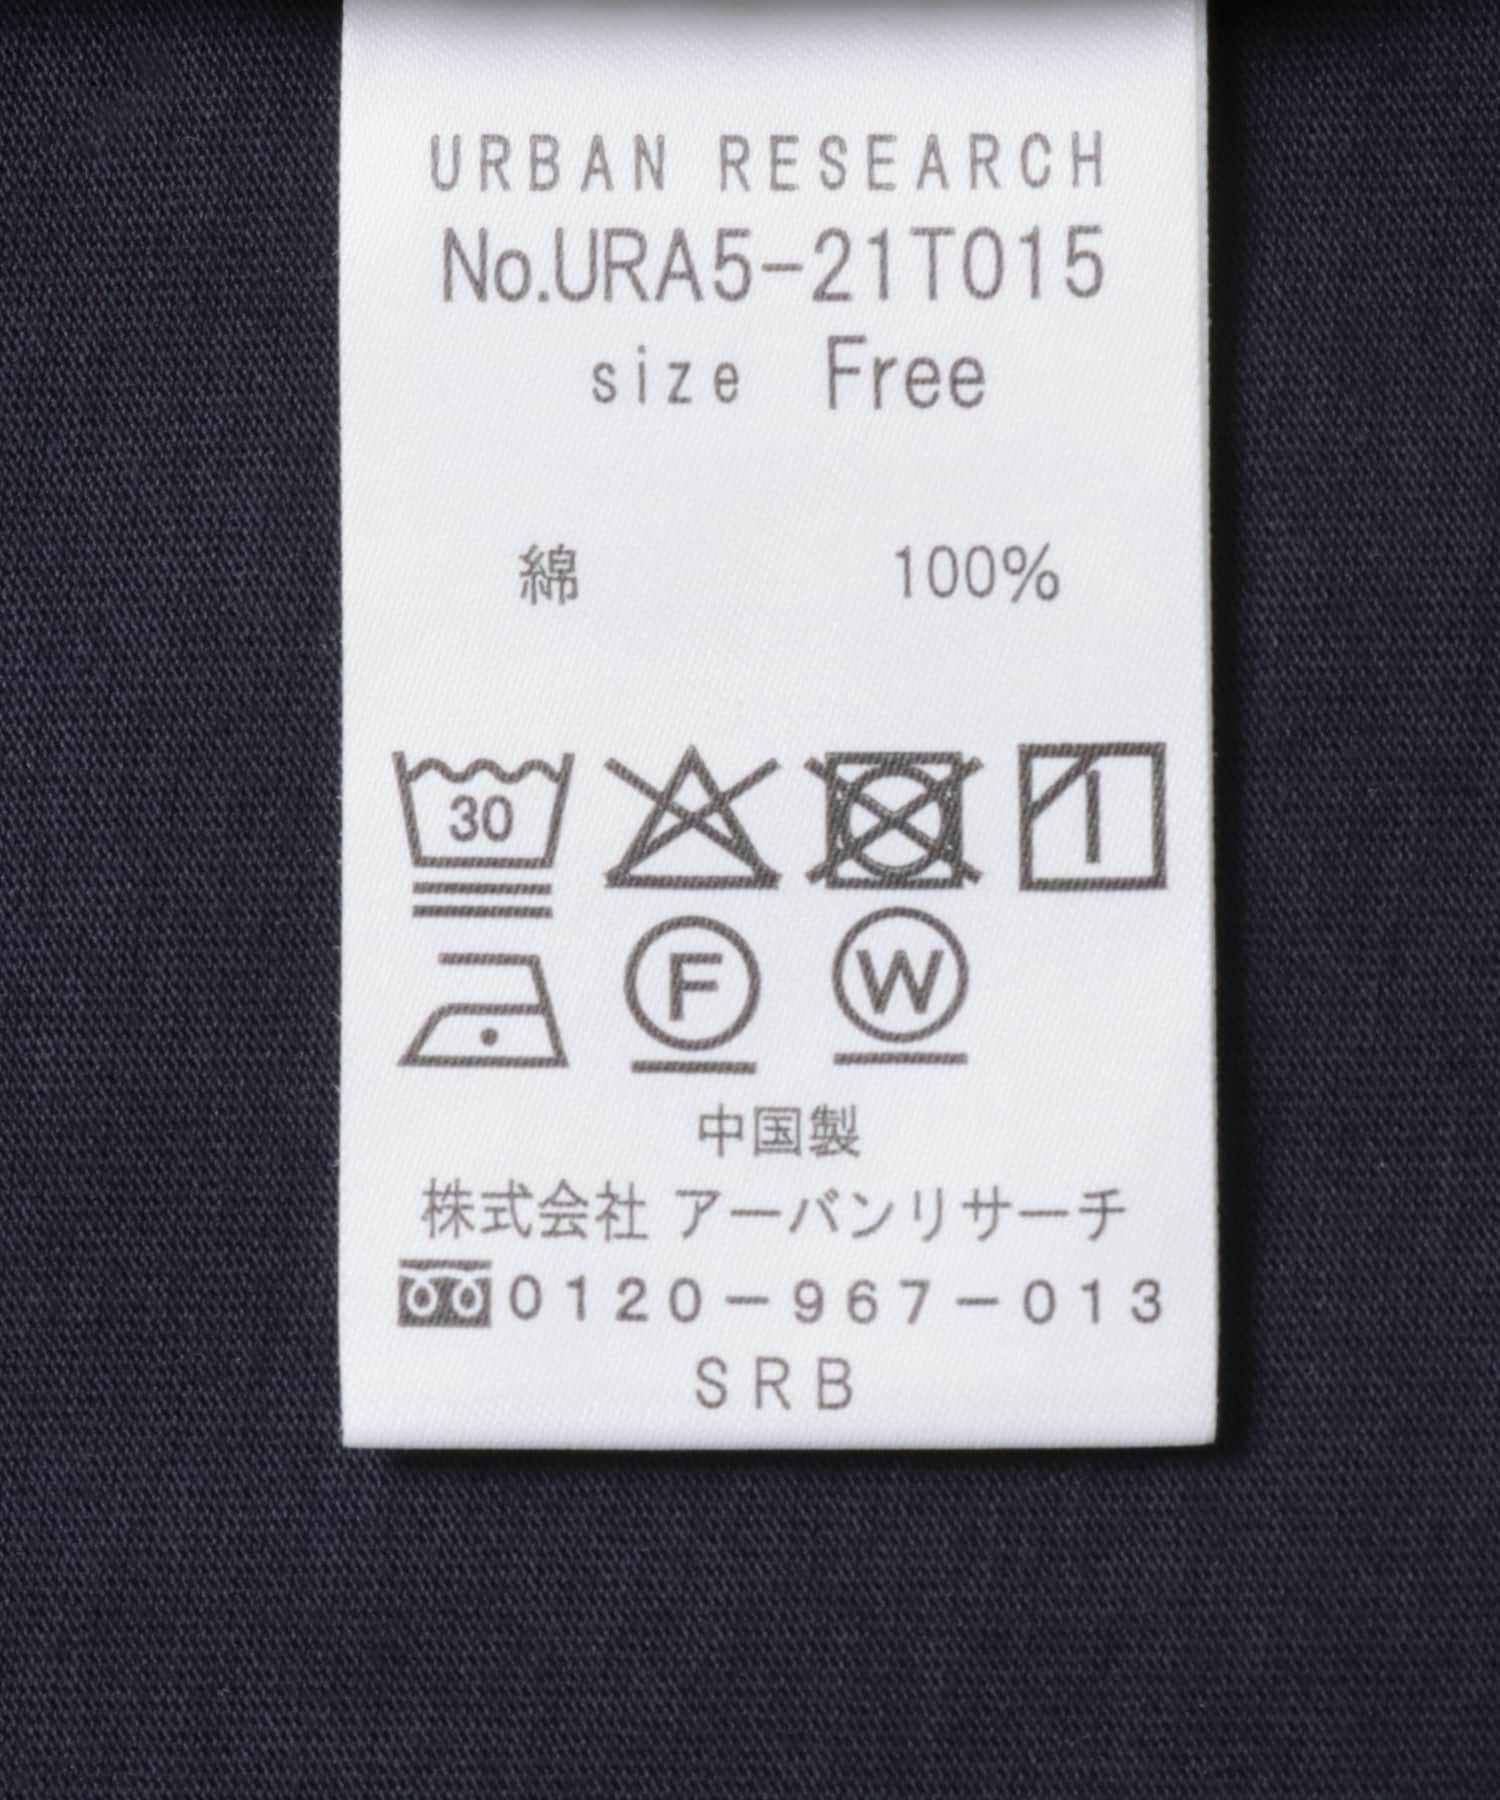 URBAN RESEARCH
No.URA5-21T015
size Free
綿 100%
30
F W
中国製
株式会社 アーバンリサーチ
0120-967-013
SRB